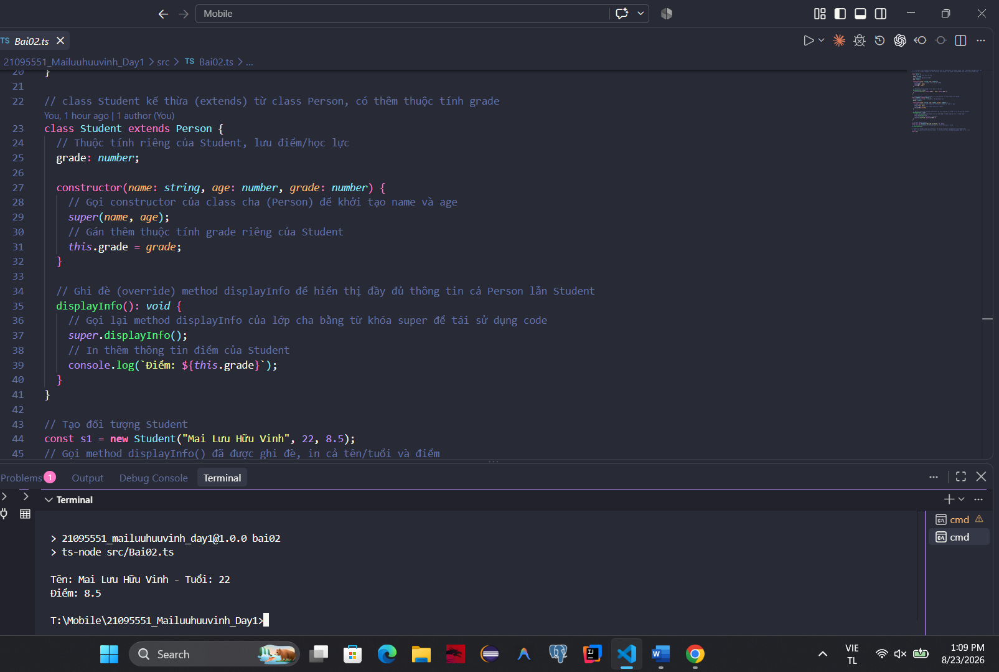 Mobile
TS Bai02.ts
21095551_Mailuuhuuvinh_Day1 > src > TS Bai02.ts > ...
20 }
21
22 // class Student kế thừa (extends) từ class Person, có thêm thuộc tính grade
You, 1 hour ago | 1 author (You)
23 class Student extends Person {
24 // Thuộc tính riêng của Student, lưu điểm/học lực
25 grade: number;
26
27 constructor(name: string, age: number, grade: number) {
28 // Gọi constructor của class cha (Person) để khởi tạo name và age
29 super(name, age);
30 // Gán thêm thuộc tính grade riêng của Student
31 this.grade = grade;
32 }
33
34 // Ghi đè (override) method displayInfo để hiển thị đầy đủ thông tin cả Person lẫn Student
35 displayInfo(): void {
36 // Gọi lại method displayInfo của lớp cha bằng từ khóa super để tái sử dụng code
37 super.displayInfo();
38 // In thêm thông tin điểm của Student
39 console.log(`Điểm: ${this.grade}`);
40 }
41 }
42
43 // Tạo đối tượng Student
44 const s1 = new Student("Mai Lưu Hữu Vinh", 22, 8.5);
45 // Gọi method displayInfo() đã được ghi đè, in cả tên/tuổi và điểm
Problems 1 Output Debug Console Terminal
Terminal
cmd
cmd
> 21095551_mailuuhuuvinh_day1@1.0.0 bai02
> ts-node src/Bai02.ts
Tên: Mai Lưu Hữu Vinh - Tuổi: 22
Điểm: 8.5
T:\Mobile\21095551_Mailuuhuuvinh_Day1>
Search
VIE
TL
1:09 PM
8/23/2026